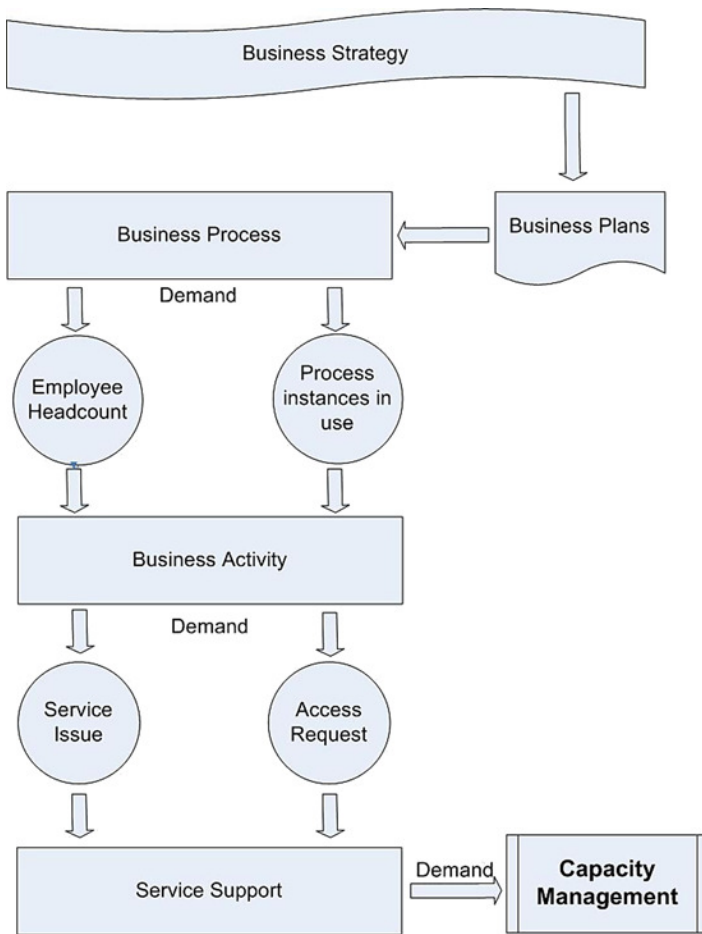 Business Strategy
Business Plans
Business Process
Demand
Employee
Headcount
Process
instances in
use
Business Activity
Demand
Service
Issue
Access
Request
Service Support
Demand
Capacity
Management